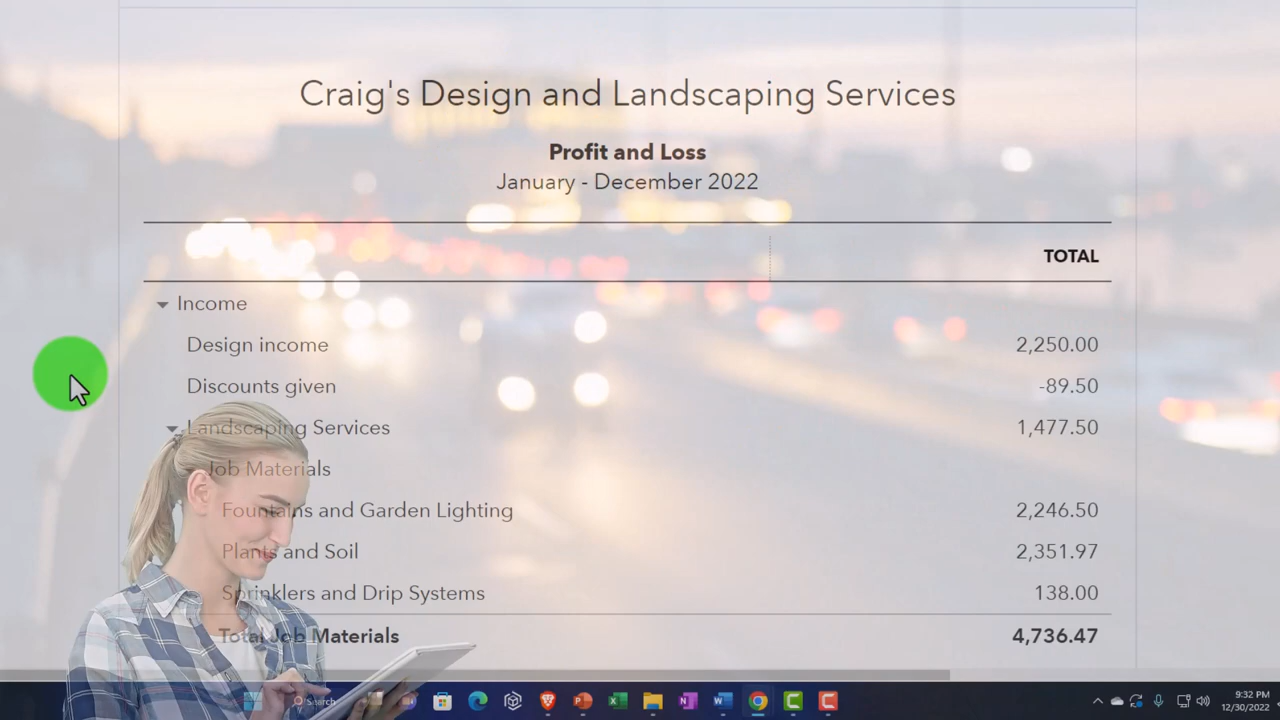 Craig's Design and Landscaping Services
Profit and Loss
January - December 2022
TOTAL
Income
Design income 2,250.00
Discounts given -89.50
Landscaping Services 1,477.50
Job Materials
Fountains and Garden Lighting 2,246.50
Plants and Soil 2,351.97
Sprinklers and Drip Systems 138.00
Total Job Materials 4,736.47
Search
9:32 PM
12/30/2022